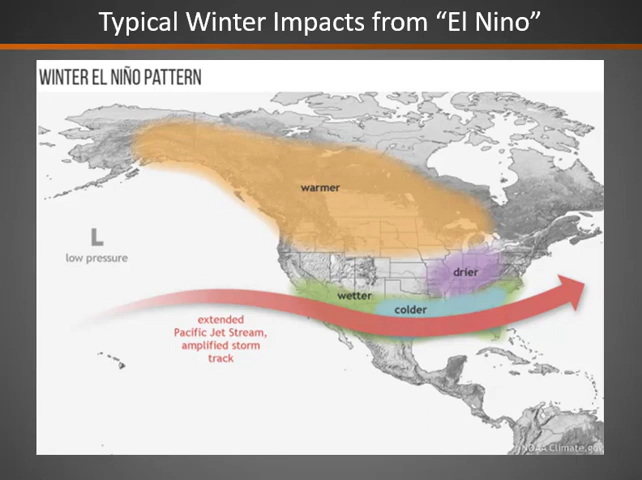 Typical Winter Impacts from “El Nino”
WINTER EL NIÑO PATTERN
warmer
L
low pressure
drier
wetter
colder
extended
Pacific Jet Stream,
amplified storm
track
NOAA Climate.gov